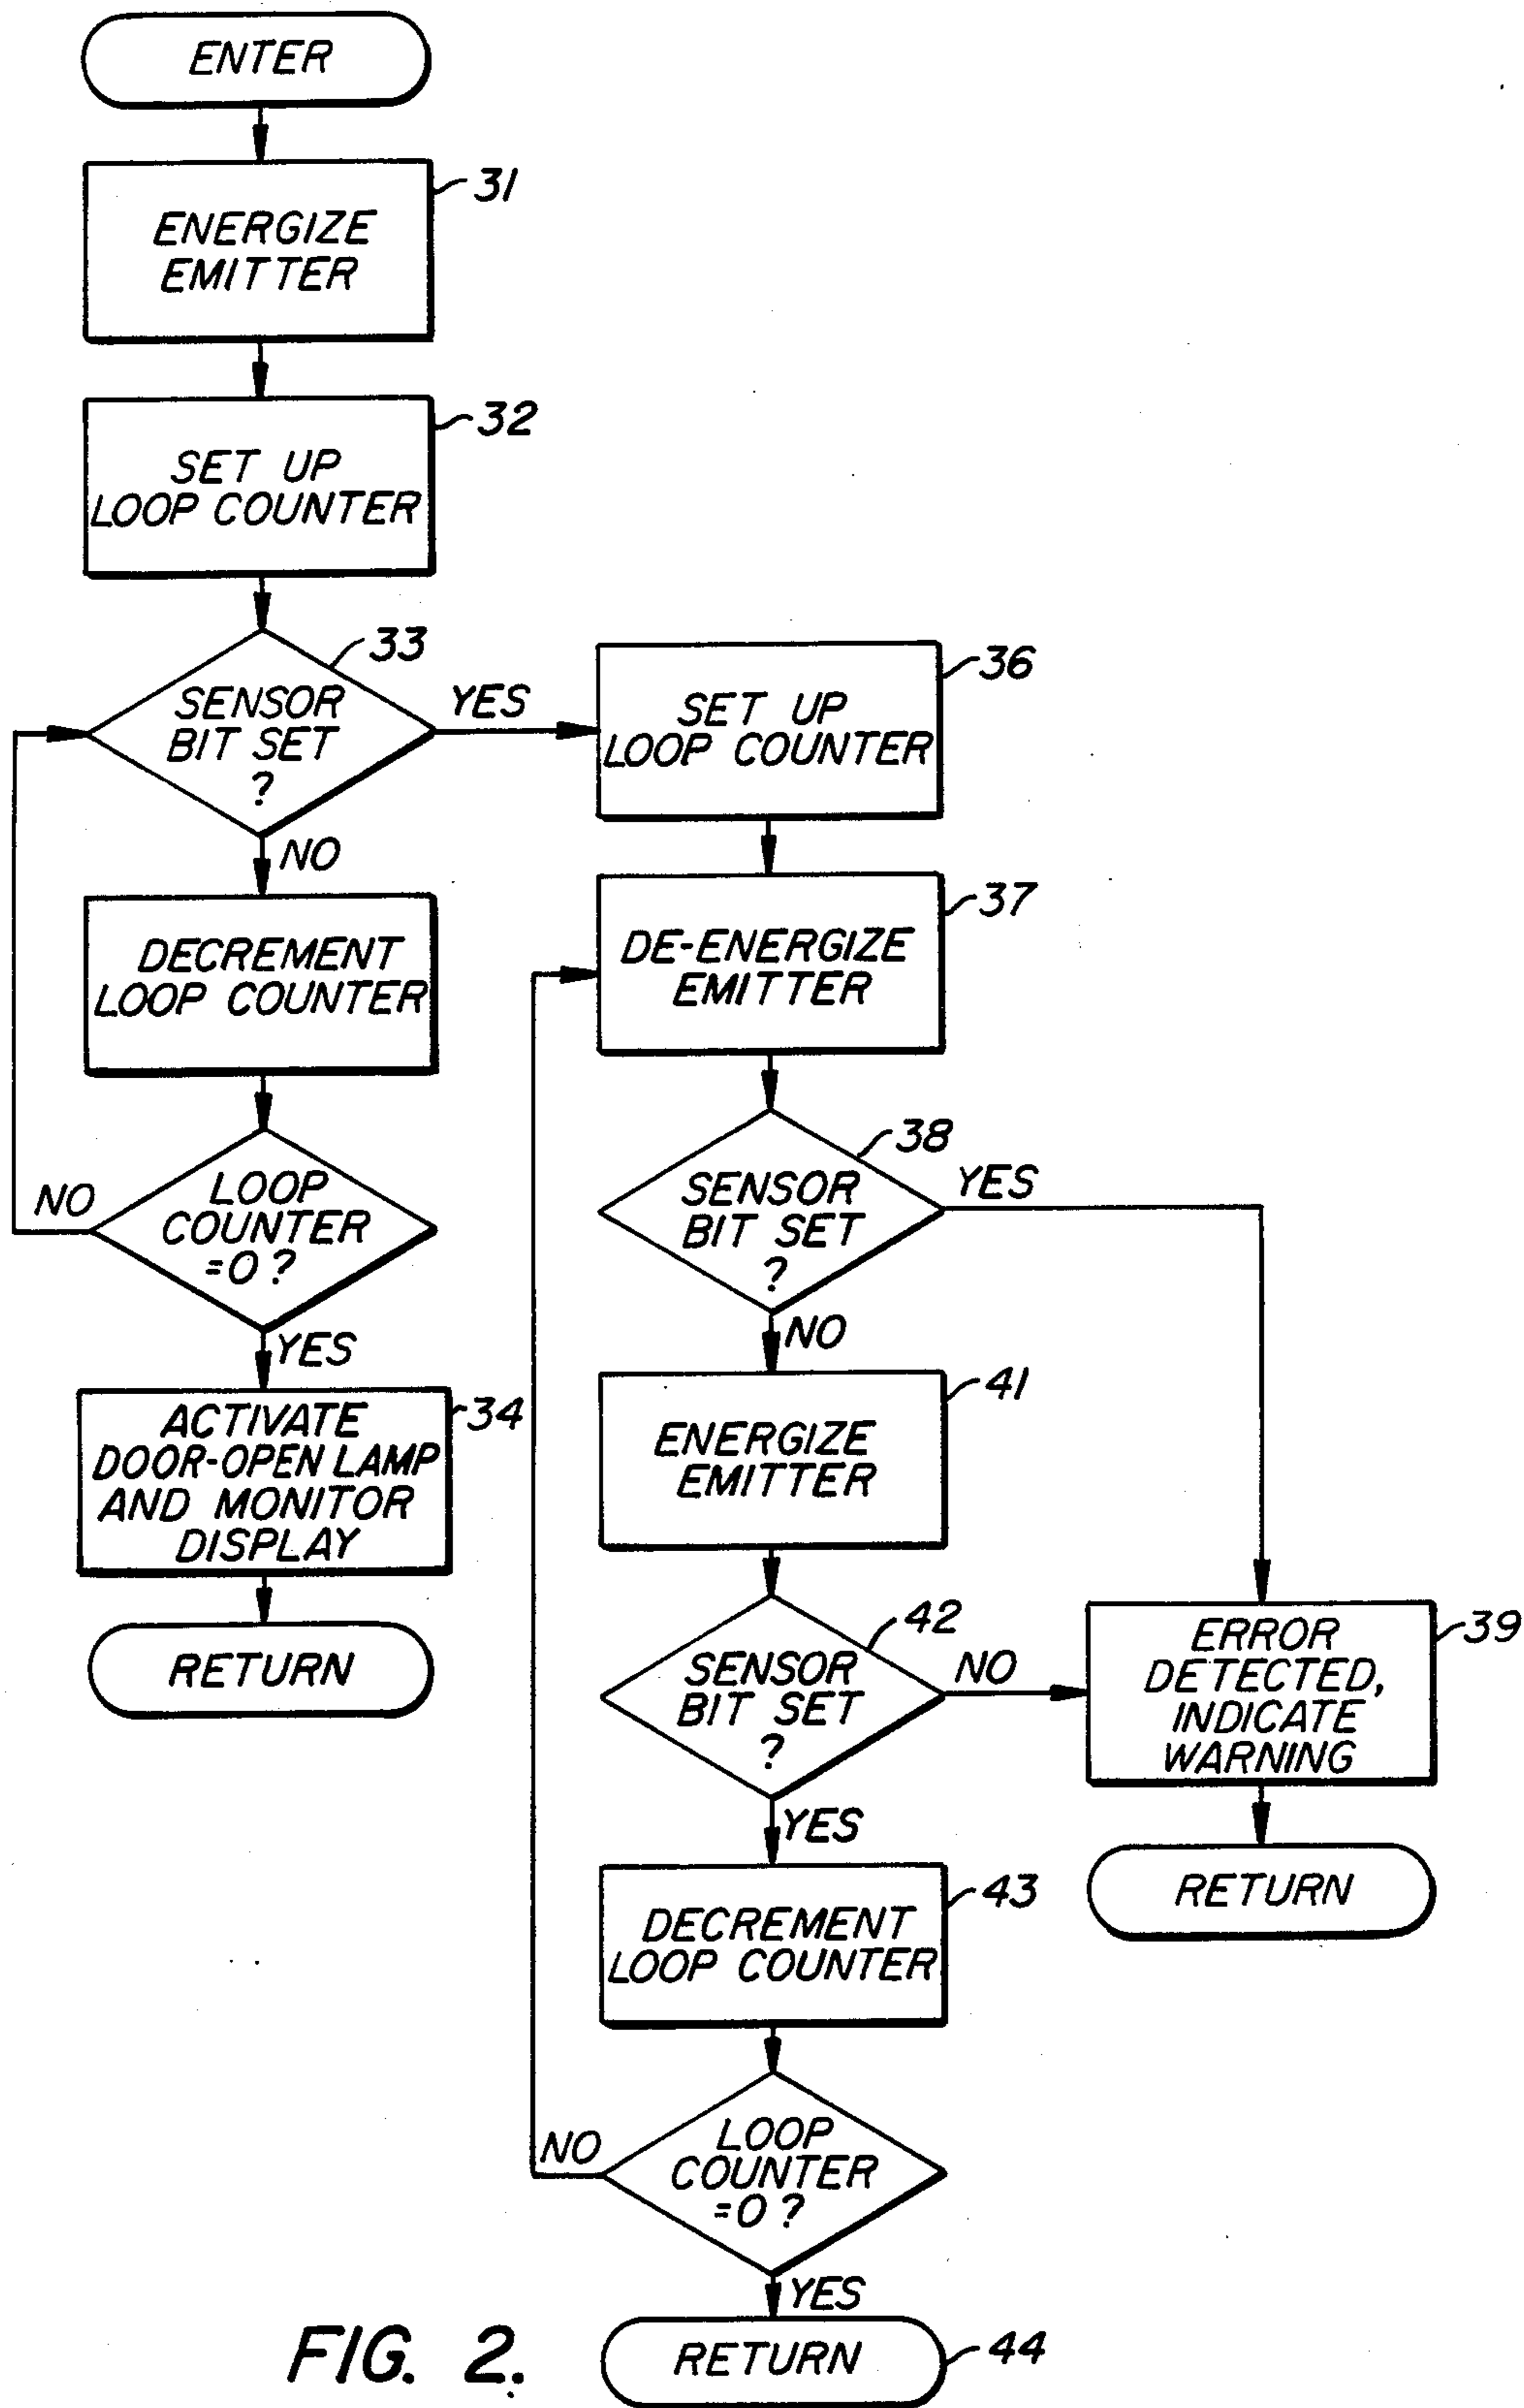 ENTER
31
ENERGIZE
EMITTER
32
SET UP
LOOP COUNTER
33
SENSOR
BIT SET
?
YES
NO
DECREMENT
LOOP COUNTER
LOOP
COUNTER
=0 ?
NO
YES
34
ACTIVATE
DOOR-OPEN LAMP
AND MONITOR
DISPLAY
RETURN
36
SET UP
LOOP COUNTER
37
DE-ENERGIZE
EMITTER
38
SENSOR
BIT SET
?
YES
NO
41
ENERGIZE
EMITTER
42
SENSOR
BIT SET
?
NO
YES
39
ERROR
DETECTED,
INDICATE
WARNING
RETURN
43
DECREMENT
LOOP COUNTER
LOOP
COUNTER
=0 ?
NO
YES
RETURN
44
FIG. 2.